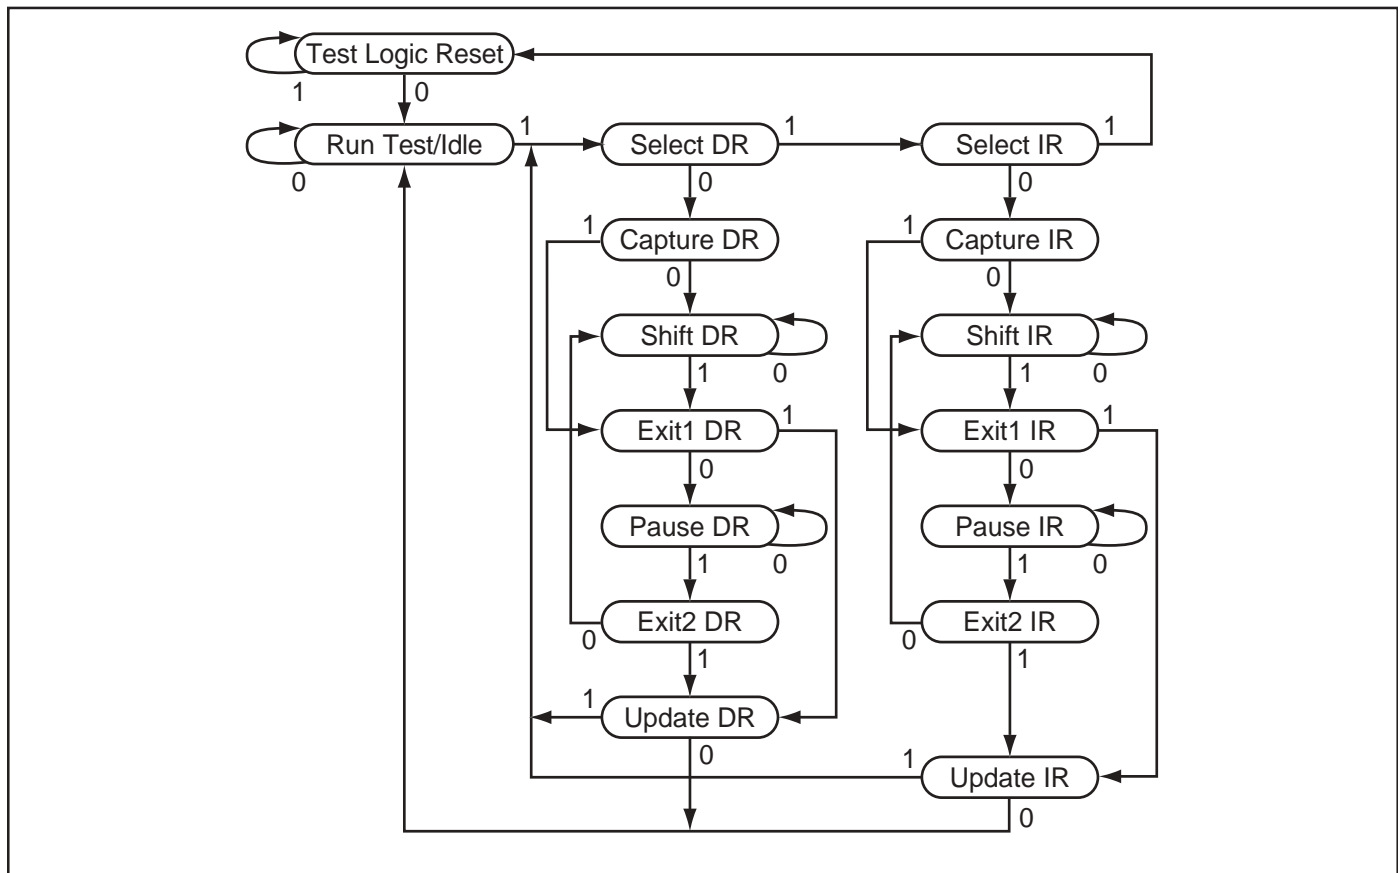 Test Logic Reset
1 0
Run Test/Idle 1 Select DR 1 Select IR 1
0 0 0
1 Capture DR 1 Capture IR
0 0
Shift DR Shift IR
1 0 1 0
Exit1 DR 1 Exit1 IR 1
0 0
Pause DR Pause IR
1 0 1 0
Exit2 DR Exit2 IR
0 1 0 1
1 Update DR
0 1
Update IR
0